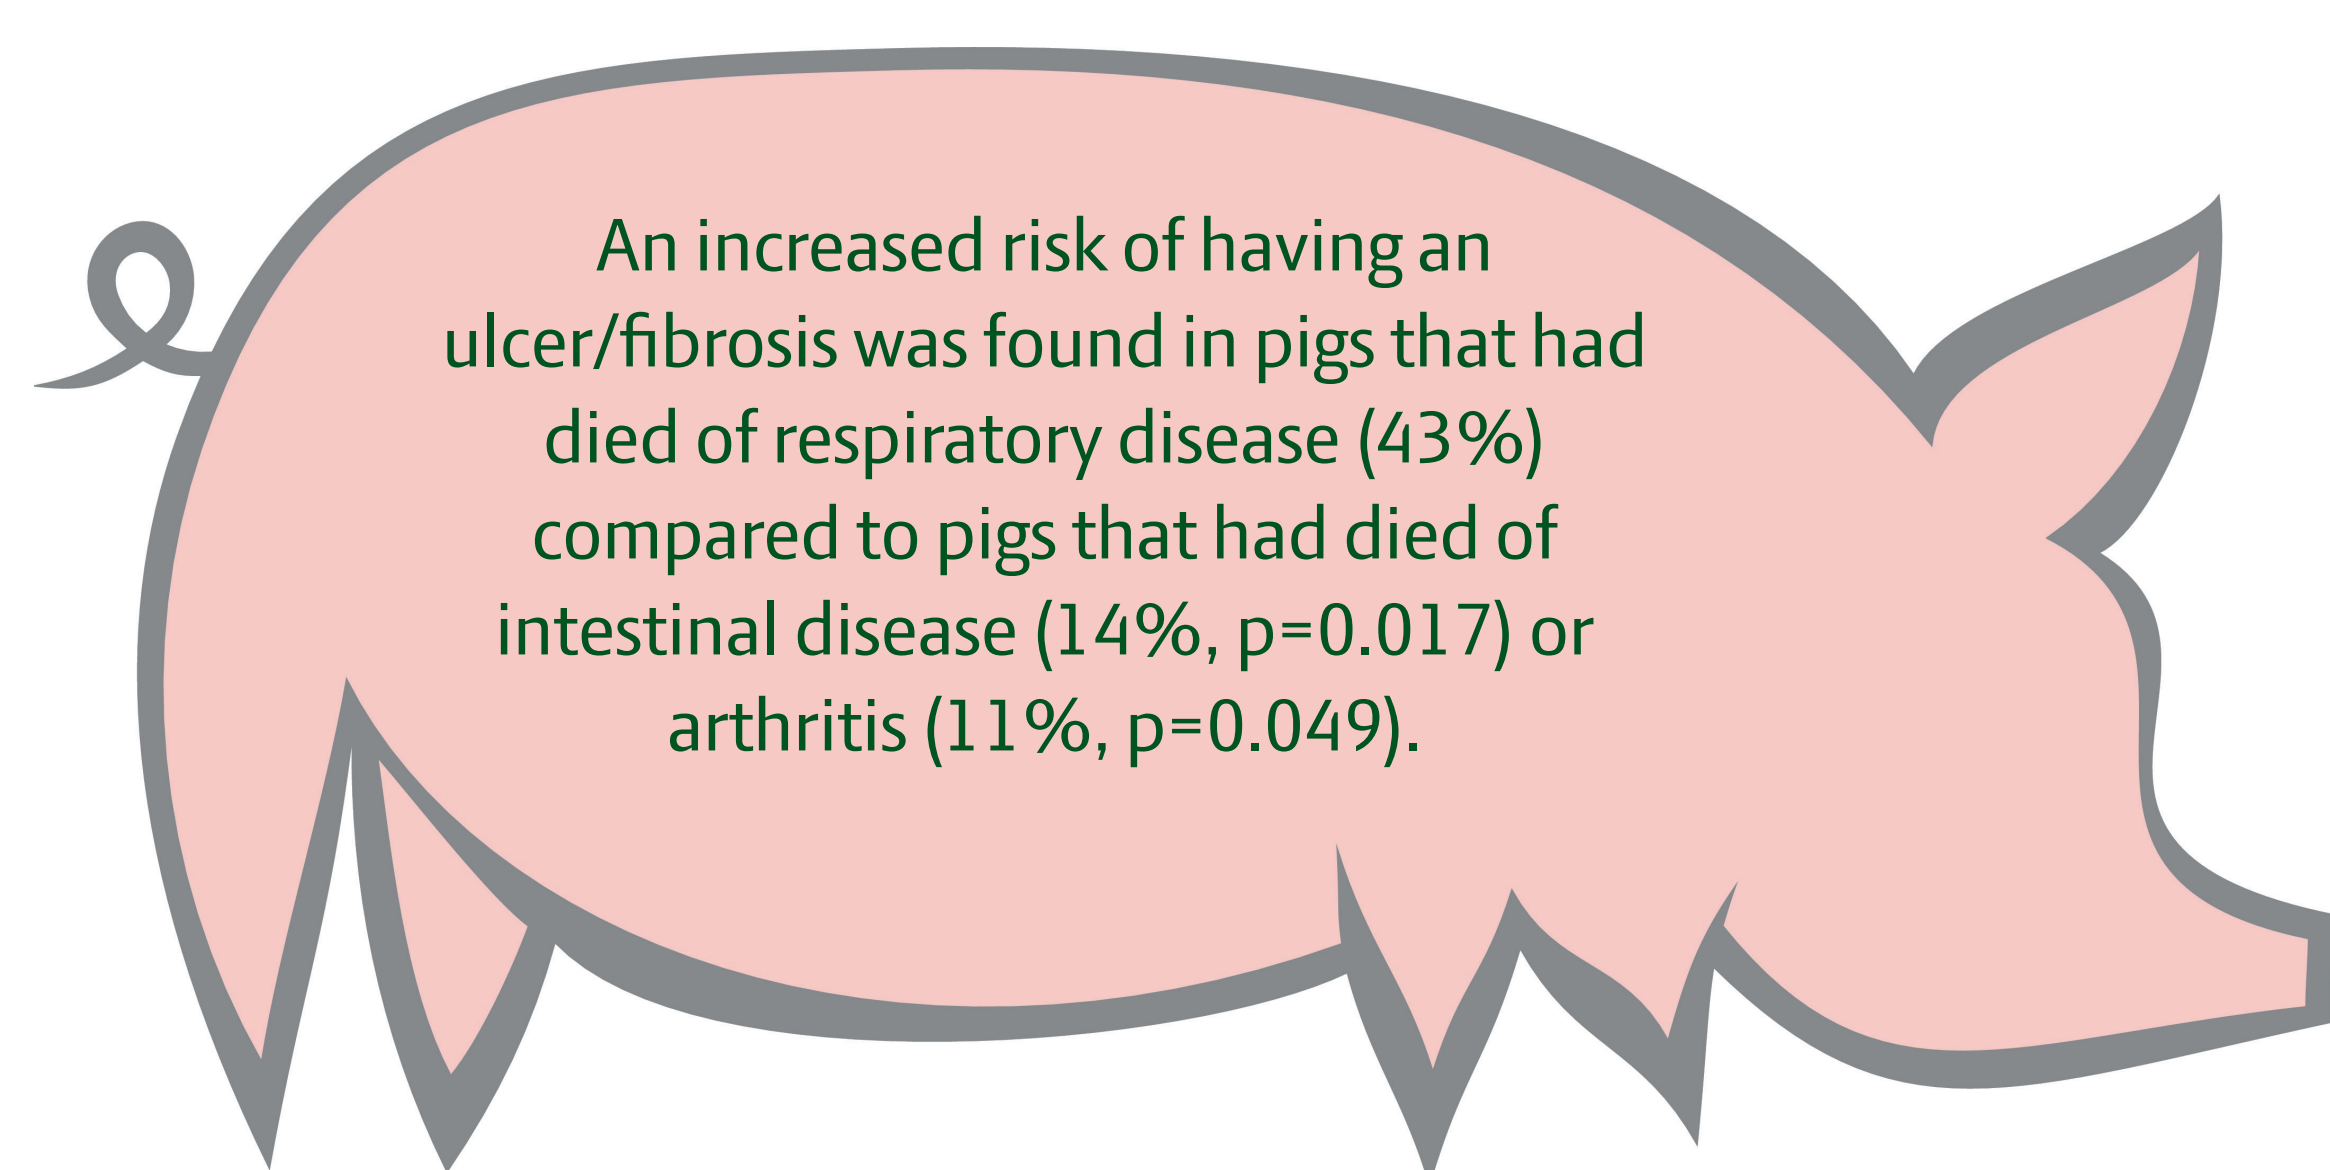 An increased risk of having an
ulcer/fibrosis was found in pigs that had
died of respiratory disease (43%)
compared to pigs that had died of
intestinal disease (14%, p=0.017) or
arthritis (11%, p=0.049).